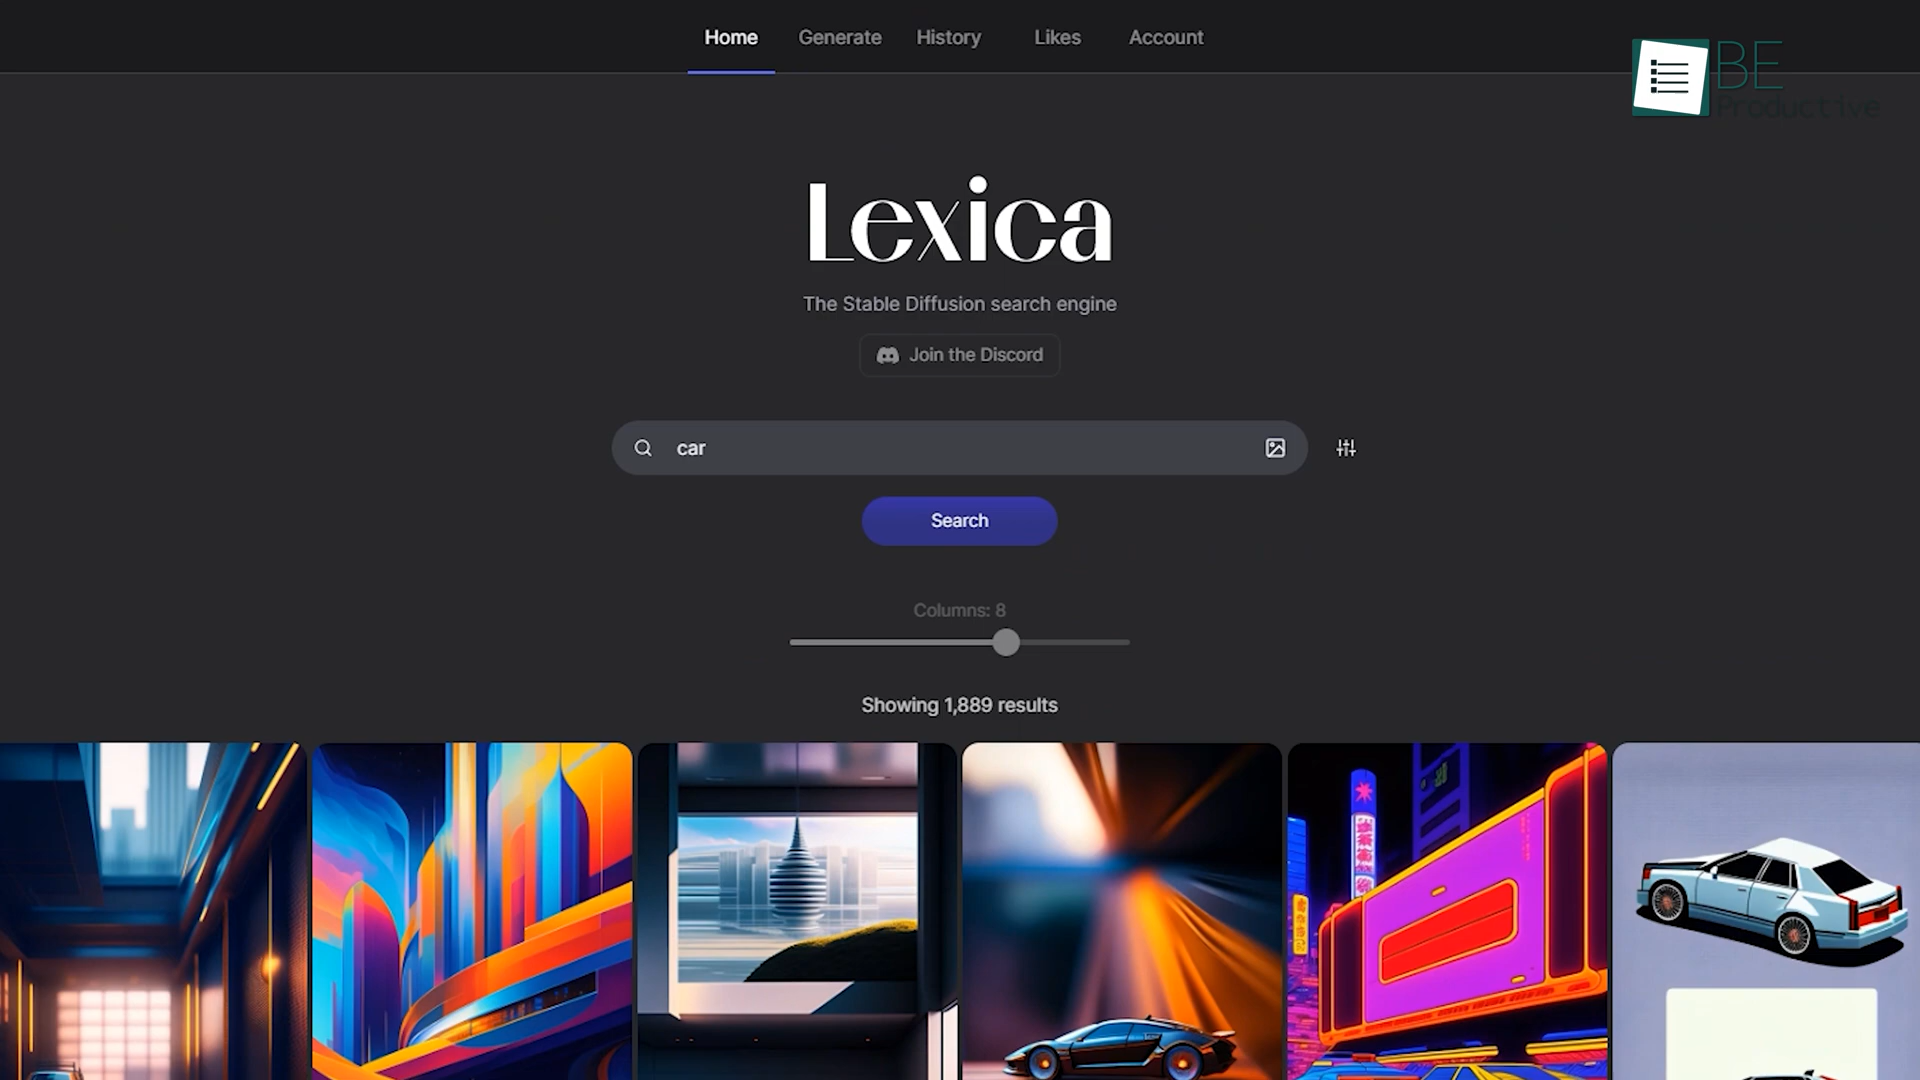 Home Generate History Likes Account
BE
Productive
Lexica
The Stable Diffusion search engine
Join the Discord
car
Search
Columns: 8
Showing 1,889 results